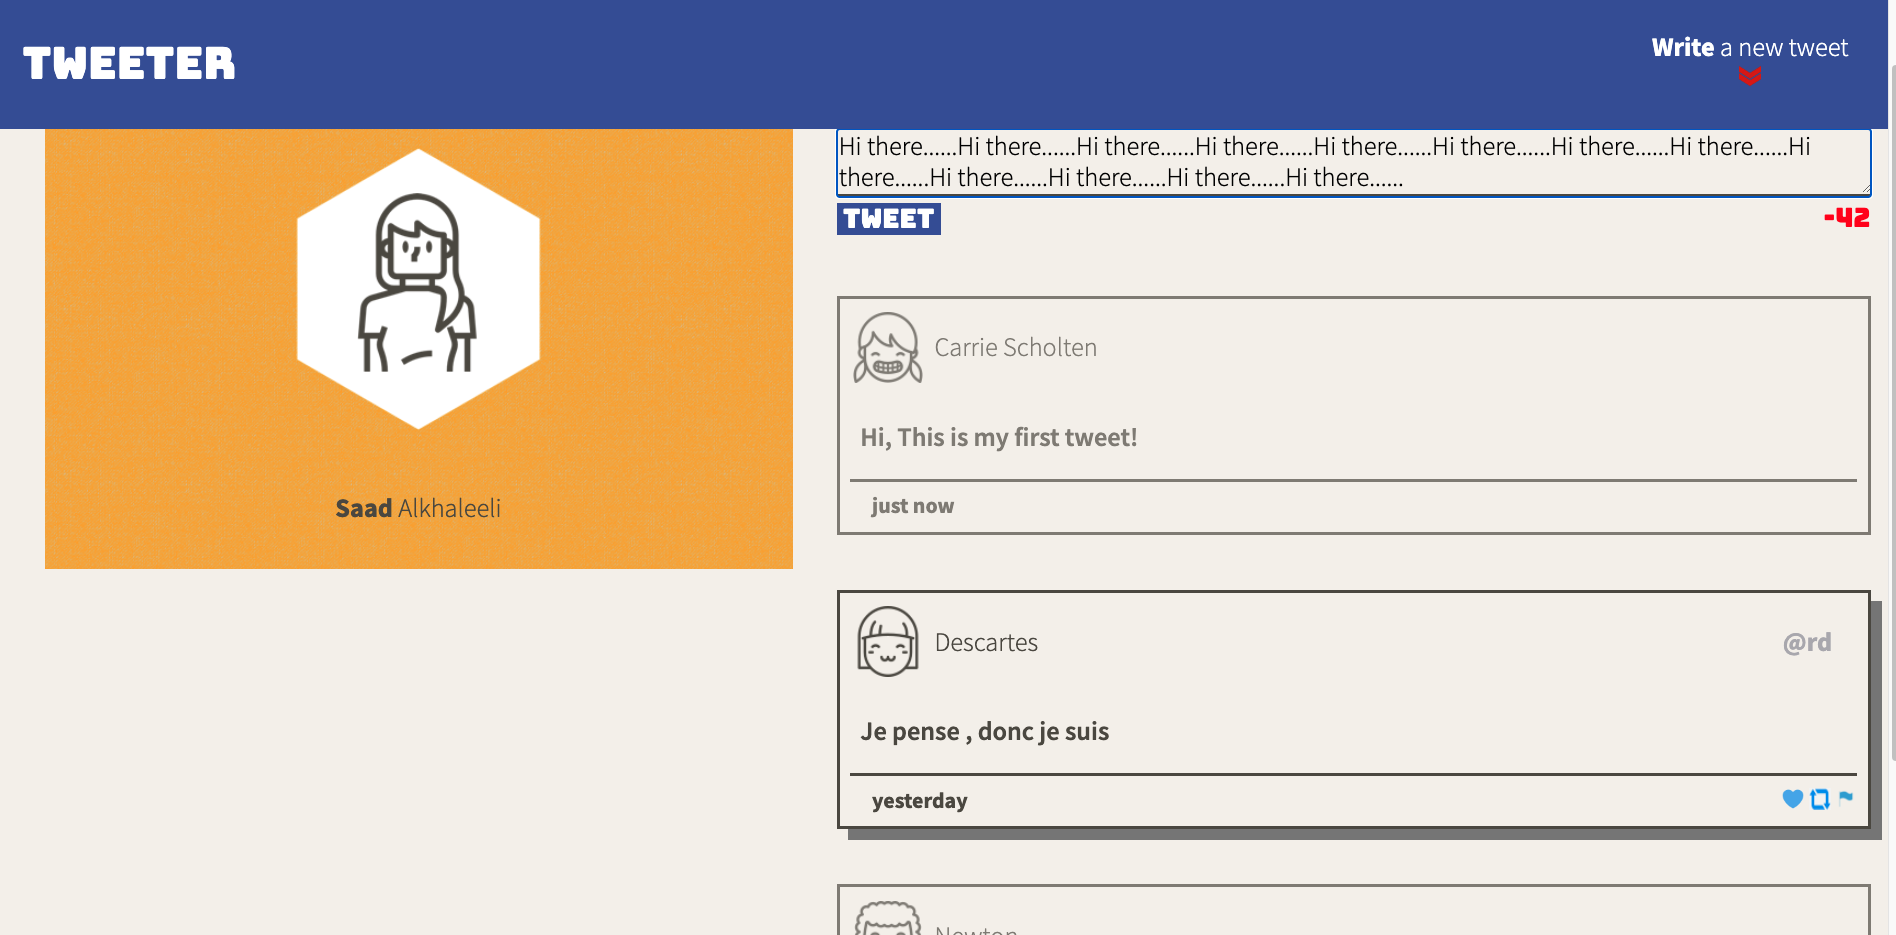 TWEETER
Write a new tweet
Hi there......Hi there......Hi there......Hi there......Hi there......Hi there......Hi there......Hi there......Hi
there......Hi there......Hi there......Hi there......Hi there......
TWEET
-42
Saad Alkhaleeli
Carrie Scholten
Hi, This is my first tweet!
just now
Descartes
@rd
Je pense , donc je suis
yesterday
Newton